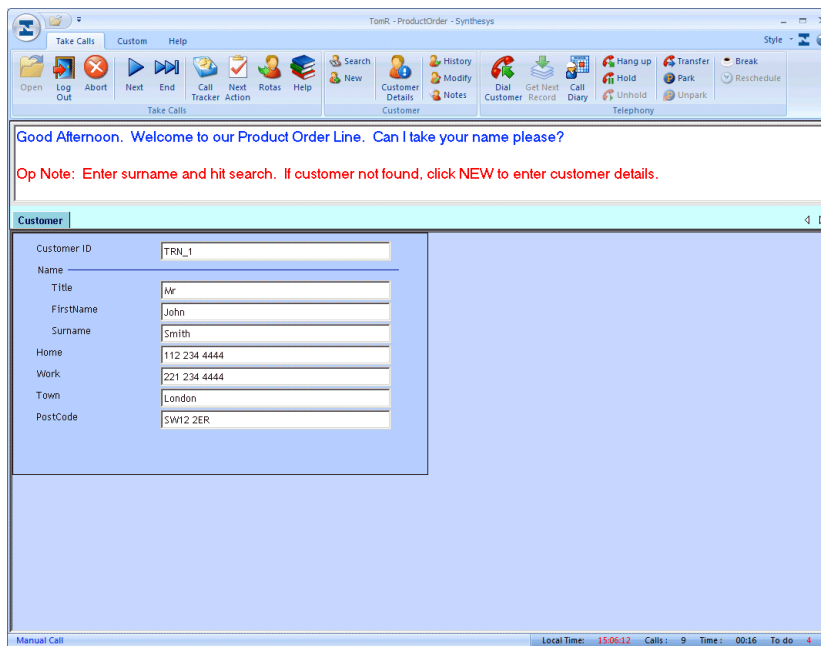 TomR - ProductOrder - Synthesys
Take Calls Custom Help Style
Open Log Out Abort Next End Call Tracker Next Action Rotas Help
Take Calls
Search New Customer Details History Modify Notes
Customer
Dial Customer Get Next Record Call Diary Hang up Hold Unhold Transfer Park Unpark
Telephony
Break Reschedule
Good Afternoon. Welcome to our Product Order Line. Can I take your name please?
Op Note: Enter surname and hit search. If customer not found, click NEW to enter customer details.
Customer
Customer ID TRN_1
Name
Title Mr
FirstName John
Surname Smith
Home 112 234 4444
Work 221 234 4444
Town London
PostCode SW12 2ER
Manual Call Local Time: 15:06:12 Calls : 9 Time : 00:16 To do 4